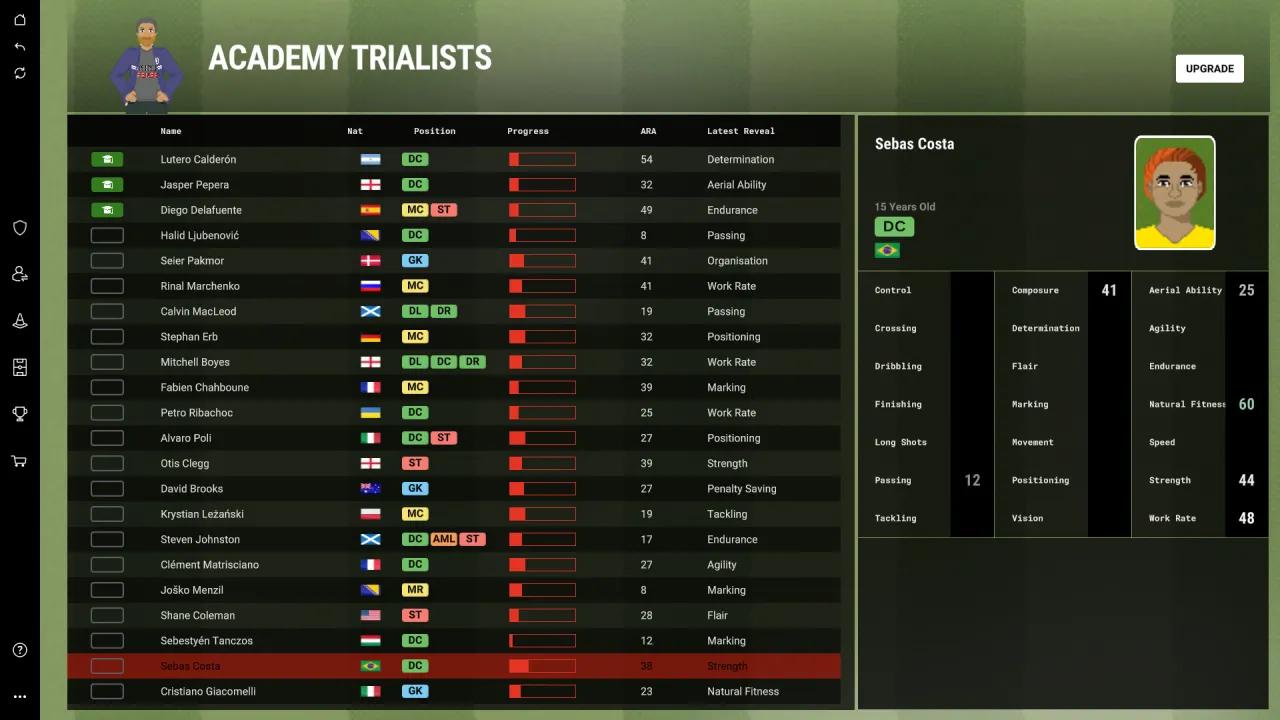 ACADEMY TRIALISTS
UPGRADE
Name Nat Position Progress ARA Latest Reveal
Lutero Calderón DC 54 Determination
Jasper Pepera DC 32 Aerial Ability
Diego Delafuente MC ST 49 Endurance
Halid Ljubenović DC 8 Passing
Seier Pakmor GK 41 Organisation
Rinal Marchenko MC 41 Work Rate
Calvin MacLeod DL DR 19 Passing
Stephan Erb MC 32 Positioning
Mitchell Boyes DL DC DR 32 Work Rate
Fabien Chahboune MC 39 Marking
Petro Ribachoc DC 25 Work Rate
Alvaro Poli DC ST 27 Positioning
Otis Clegg ST 39 Strength
David Brooks GK 27 Penalty Saving
Krystian Leżański MC 19 Tackling
Steven Johnston DC AML ST 17 Endurance
Clément Matrisciano DC 27 Agility
Joško Menzil MR 8 Marking
Shane Coleman ST 28 Flair
Sebestyén Tanczos DC 12 Marking
Sebas Costa DC 38 Strength
Cristiano Giacomelli GK 23 Natural Fitness
Sebas Costa
15 Years Old
DC
Control Composure 41 Aerial Ability 25
Crossing Determination Agility
Dribbling Flair Endurance
Finishing Marking Natural Fitness 60
Long Shots Movement Speed
Passing 12 Positioning Strength 44
Tackling Vision Work Rate 48